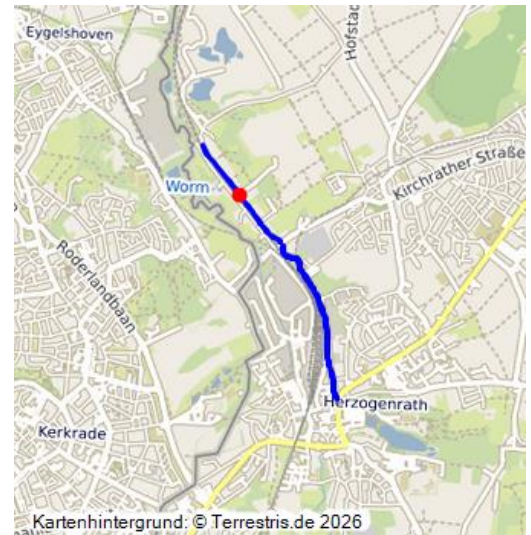 Eygelshoven
Hofstad
Kirchrather Straße
Worm
Roderlandbaan
Herzogenrath
Kerkrade
Kartenhintergrund: © Terrestris.de 2026